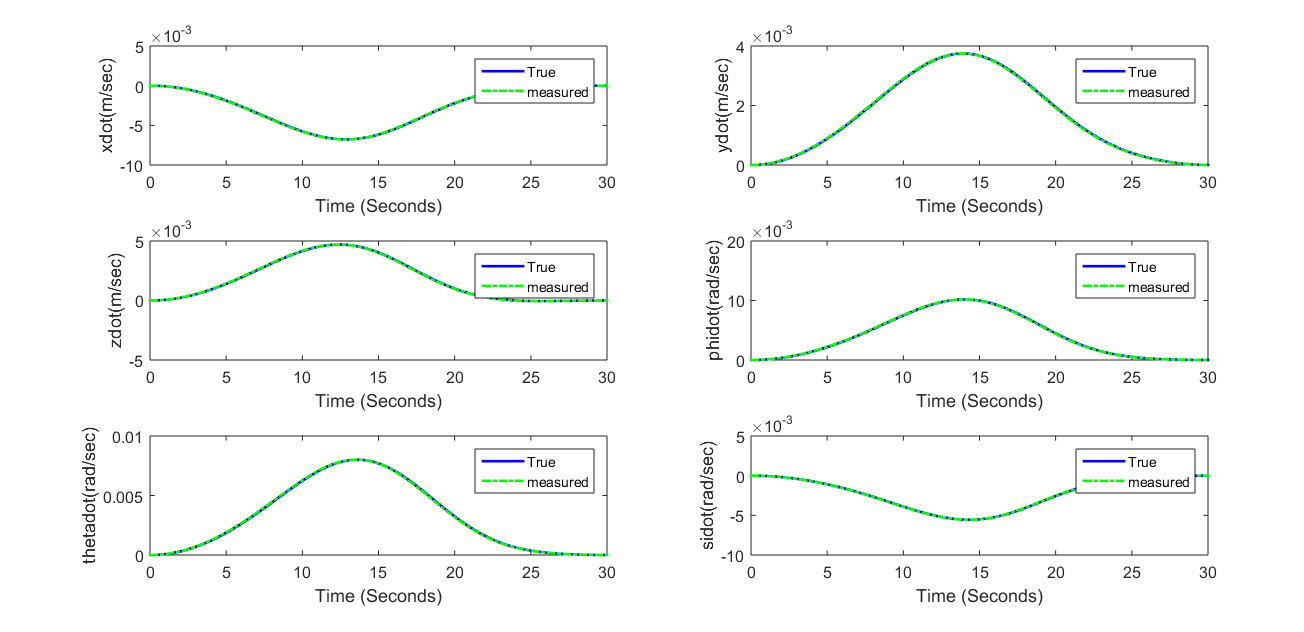 ×10⁻³
5
0
-5
-10
xdot(m/sec)
True
measured
0 5 10 15 20 25 30
Time (Seconds)
×10⁻³
4
2
0
ydot(m/sec)
True
measured
0 5 10 15 20 25 30
Time (Seconds)
×10⁻³
5
0
-5
zdot(m/sec)
True
measured
0 5 10 15 20 25 30
Time (Seconds)
×10⁻³
20
10
0
phidot(rad/sec)
True
measured
0 5 10 15 20 25 30
Time (Seconds)
0.01
0.005
0
thetadot(rad/sec)
True
measured
0 5 10 15 20 25 30
Time (Seconds)
×10⁻³
5
0
-5
-10
sidot(rad/sec)
True
measured
0 5 10 15 20 25 30
Time (Seconds)